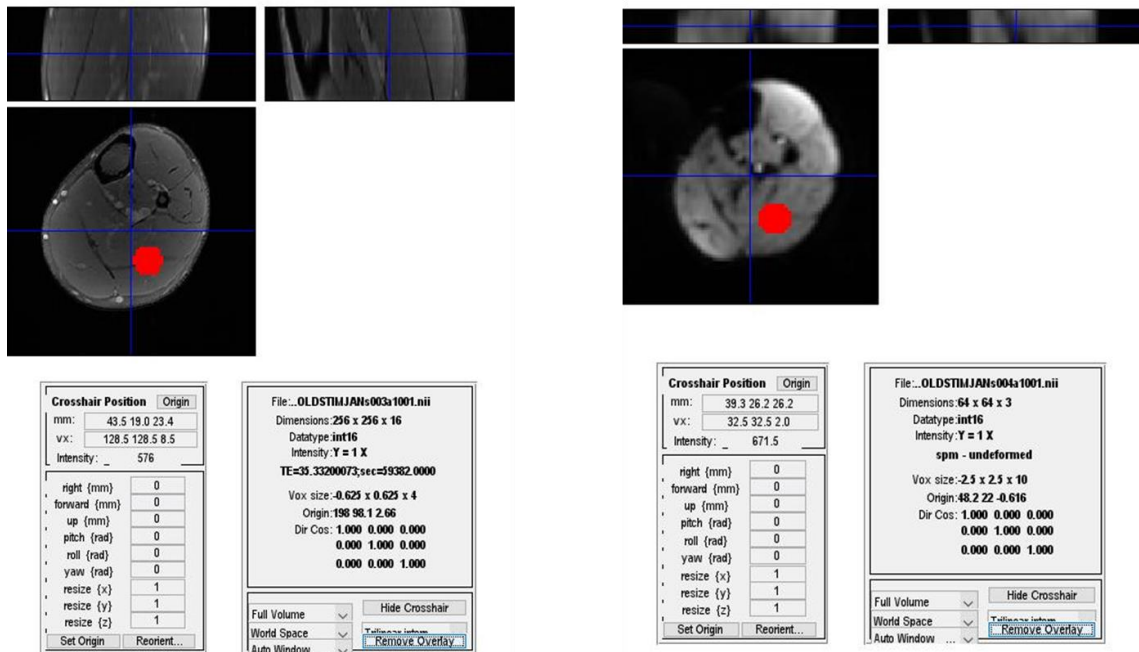 Crosshair Position Origin
mm: 43.5 19.0 23.4
vx: 128.5 128.5 8.5
Intensity: 576
right {mm} 0
forward {mm} 0
up {mm} 0
pitch {rad} 0
roll {rad} 0
yaw {rad} 0
resize {x} 1
resize {y} 1
resize {z} 1
Set Origin Reorient...
File:..OLDSTIMJANs003a1001.nii
Dimensions:256 x 256 x 16
Datatype:int16
Intensity:Y = 1 X
TE=35.33200073;sec=59382.0000
Vox size:-0.625 x 0.625 x 4
Origin:198 98.1 2.66
Dir Cos: 1.000 0.000 0.000
0.000 1.000 0.000
0.000 0.000 1.000
Full Volume Hide Crosshair
World Space
Auto Window Remove Overlay
Crosshair Position Origin
mm: 39.3 26.2 26.2
vx: 32.5 32.5 2.0
Intensity: 671.5
right {mm} 0
forward {mm} 0
up {mm} 0
pitch {rad} 0
roll {rad} 0
yaw {rad} 0
resize {x} 1
resize {y} 1
resize {z} 1
Set Origin Reorient...
File:..OLDSTIMJANs004a1001.nii
Dimensions:64 x 64 x 3
Datatype:int16
Intensity:Y = 1 X
spm - undeformed
Vox size:-2.5 x 2.5 x 10
Origin:48.2 22 -0.616
Dir Cos: 1.000 0.000 0.000
0.000 1.000 0.000
0.000 0.000 1.000
Full Volume Hide Crosshair
World Space
Auto Window ... Remove Overlay